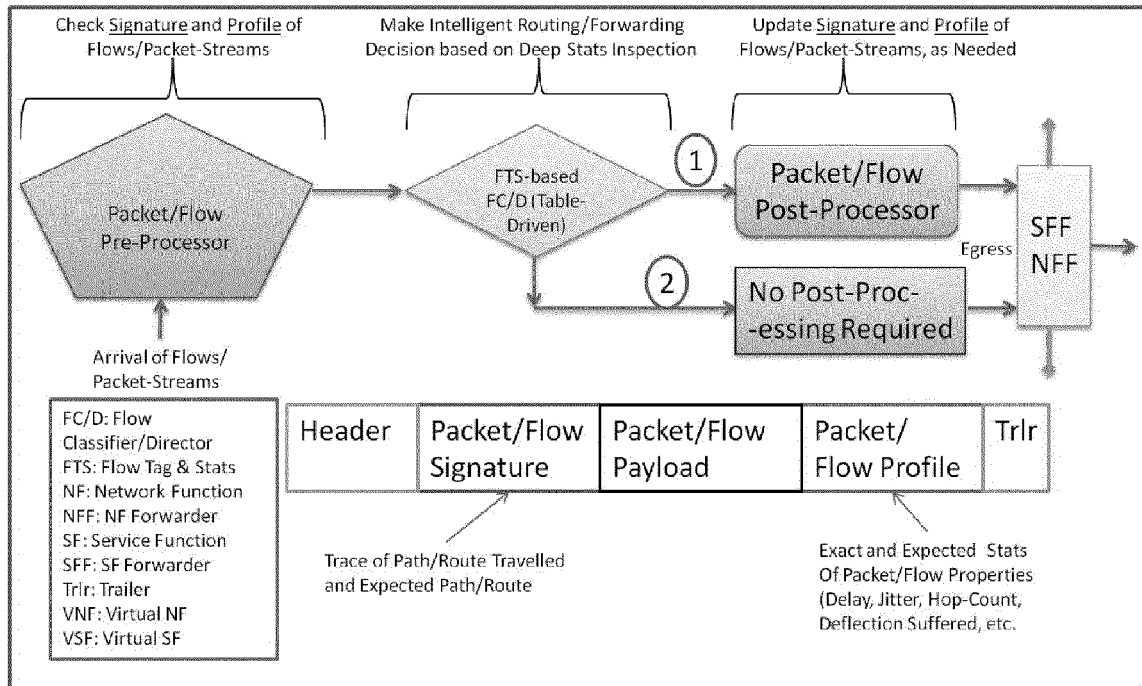 Check Signature and Profile of
Flows/Packet-Streams
Make Intelligent Routing/Forwarding
Decision based on Deep Stats Inspection
Update Signature and Profile of
Flows/Packet-Streams, as Needed
Packet/Flow
Pre-Processor
FTS-based
FC/D (Table-
Driven)
1
Packet/Flow
Post-Processor
2
No Post-Proc-
-essing Required
Egress
SFF
NFF
Arrival of Flows/
Packet-Streams
FC/D: Flow
Classifier/Director
FTS: Flow Tag & Stats
NF: Network Function
NFF: NF Forwarder
SF: Service Function
SFF: SF Forwarder
Trlr: Trailer
VNF: Virtual NF
VSF: Virtual SF
Header
Packet/Flow
Signature
Packet/Flow
Payload
Packet/
Flow Profile
Trlr
Trace of Path/Route Travelled
and Expected Path/Route
Exact and Expected Stats
Of Packet/Flow Properties
(Delay, Jitter, Hop-Count,
Deflection Suffered, etc.